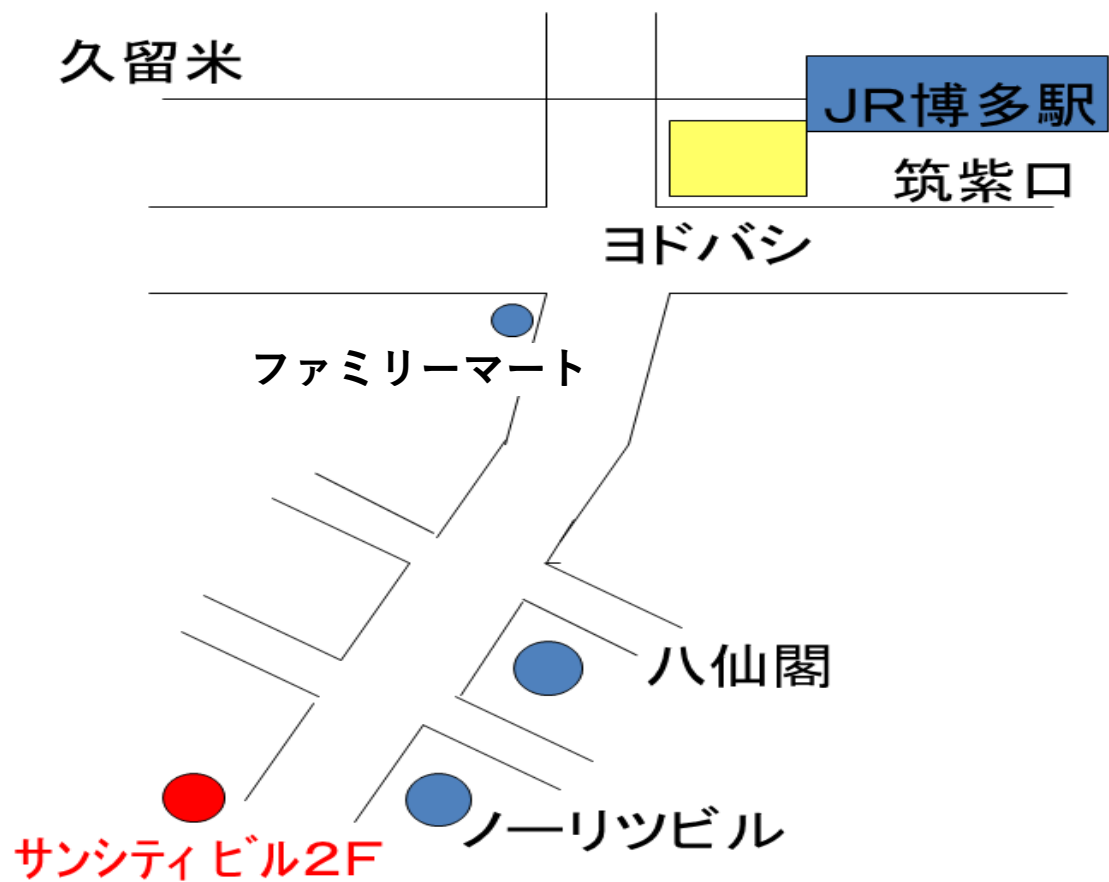 久留米
JR博多駅
筑紫口
ヨドバシ
ファミリーマート
八仙閣
ノーリツビル
サンシティビル2F